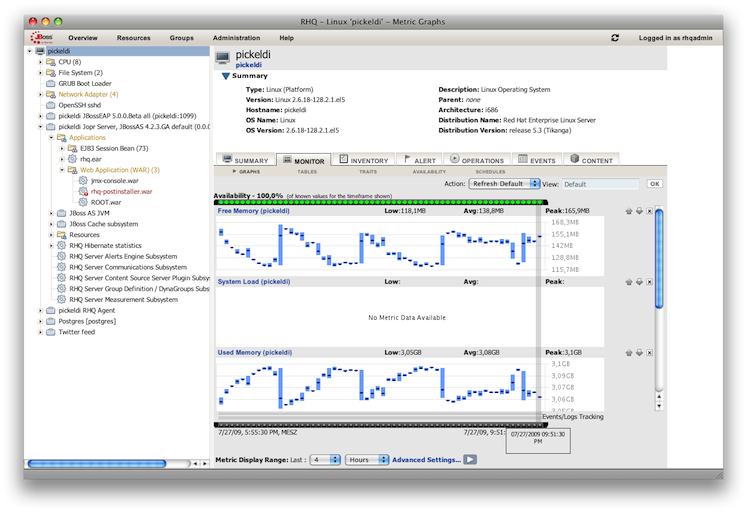 RHQ – Linux 'pickeldi' – Metric Graphs
JBoss Overview Resources Groups Administration Help Logged in as rhqadmin
pickeldi
CPU (8)
File System (2)
GRUB Boot Loader
Network Adapter (4)
OpenSSH sshd
pickeldi JBossEAP 5.0.0.Beta all (pickeldi:1099)
pickeldi Jopr Server, JBossAS 4.2.3.GA default (0.0.0
Applications
EJB3 Session Bean (73)
rhq.ear
Web Application (WAR) (3)
jmx-console.war
rhq-postinstaller.war
ROOT.war
JBoss AS JVM
JBoss Cache subsystem
Resources
RHQ Hibernate statistics
RHQ Server Alerts Engine Subsystem
RHQ Server Communications Subsystem
RHQ Server Content Source Server Plugin Subsy
RHQ Server Group Definition / DynaGroups Subs
RHQ Server Measurement Subsystem
pickeldi RHQ Agent
Postgres [postgres]
Twitter feed
pickeldi
pickeldi
Summary
Type: Linux (Platform) Description: Linux Operating System
Version: Linux 2.6.18-128.2.1.el5 Parent: none
Hostname: pickeldi Architecture: i686
OS Name: Linux Distribution Name: Red Hat Enterprise Linux Server
OS Version: 2.6.18-128.2.1.el5 Distribution Version: release 5.3 (Tikanga)
SUMMARY MONITOR INVENTORY ALERT OPERATIONS EVENTS CONTENT
GRAPHS TABLES TRAITS AVAILABILITY SCHEDULES
Action: Refresh Default View: Default OK
Availability - 100,0% (of known values for the timeframe shown)
Free Memory (pickeldi) Low:118,1MB Avg:138,8MB Peak:165,9MB
168,3MB
155,1MB
142MB
128,8MB
115,7MB
System Load (pickeldi) Low: Avg: Peak:
No Metric Data Available
Used Memory (pickeldi) Low:3,05GB Avg:3,08GB Peak:3,1GB
3,1GB
3,09GB
3,07GB
3,06GB
3,05GB
Events/Logs Tracking
7/27/09, 5:55:30 PM, MESZ 7/27/09, 9:51:
07/27/2009 09:51:30
PM
Metric Display Range: Last : 4 Hours Advanced Settings...